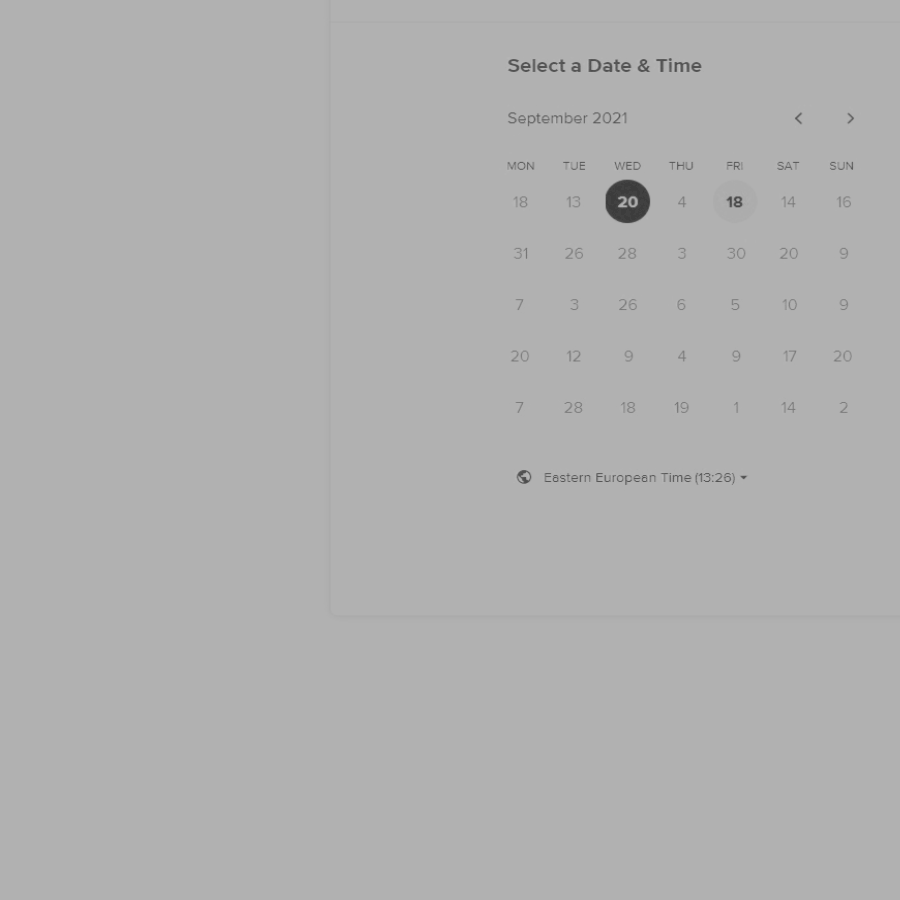 Select a Date & Time
September 2021
MON TUE WED THU FRI SAT SUN
18 13 20 4 18 14 16
31 26 28 3 30 20 9
7 3 26 6 5 10 9
20 12 9 4 9 17 20
7 28 18 19 1 14 2
Eastern European Time (13:26)